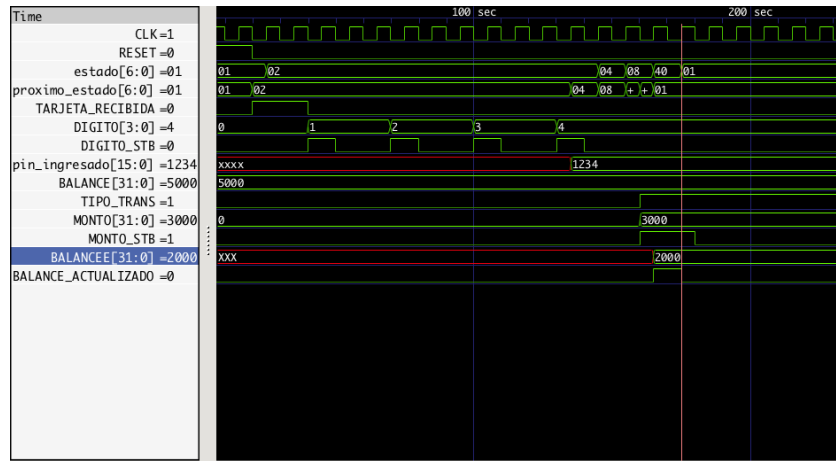 Time
100 sec 200 sec
CLK=1
RESET=0
estado[6:0]=01 01 02 04 08 40 01
proximo_estado[6:0]=01 01 02 04 08 + + 01
TARJETA_RECIBIDA=0
DIGITO[3:0]=4 0 1 2 3 4
DIGITO_STB=0
pin_ingresado[15:0]=1234 xxxx 1234
BALANCE[31:0]=5000 5000
TIPO_TRANS=1
MONTO[31:0]=3000 0 3000
MONTO_STB=1
BALANCEE[31:0]=2000 XXX 2000
BALANCE_ACTUALIZADO=0